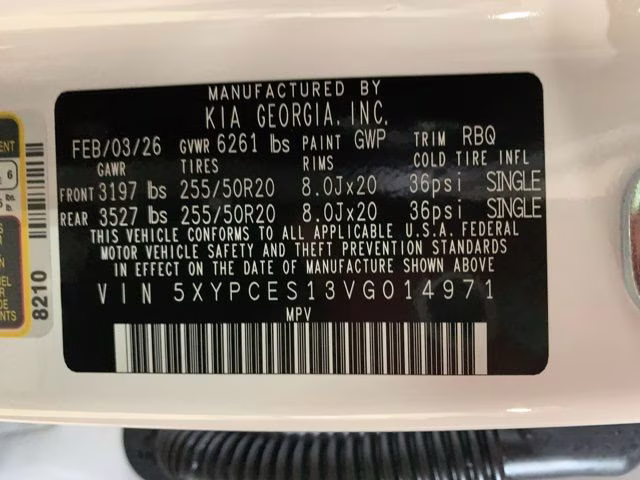 MANUFACTURED BY
KIA GEORGIA, INC.
FEB/03/26 GVWR 6261 lbs PAINT GWP TRIM RBQ
GAWR TIRES RIMS COLD TIRE INFL
FRONT 3197 lbs 255/50R20 8.0Jx20 36psi SINGLE
REAR 3527 lbs 255/50R20 8.0Jx20 36psi SINGLE
THIS VEHICLE CONFORMS TO ALL APPLICABLE U.S.A. FEDERAL
MOTOR VEHICLE SAFETY AND THEFT PREVENTION STANDARDS
IN EFFECT ON THE DATE OF MANUFACTURE SHOWN ABOVE
VIN 5XYPCES13VG014971
MPV
8210
6